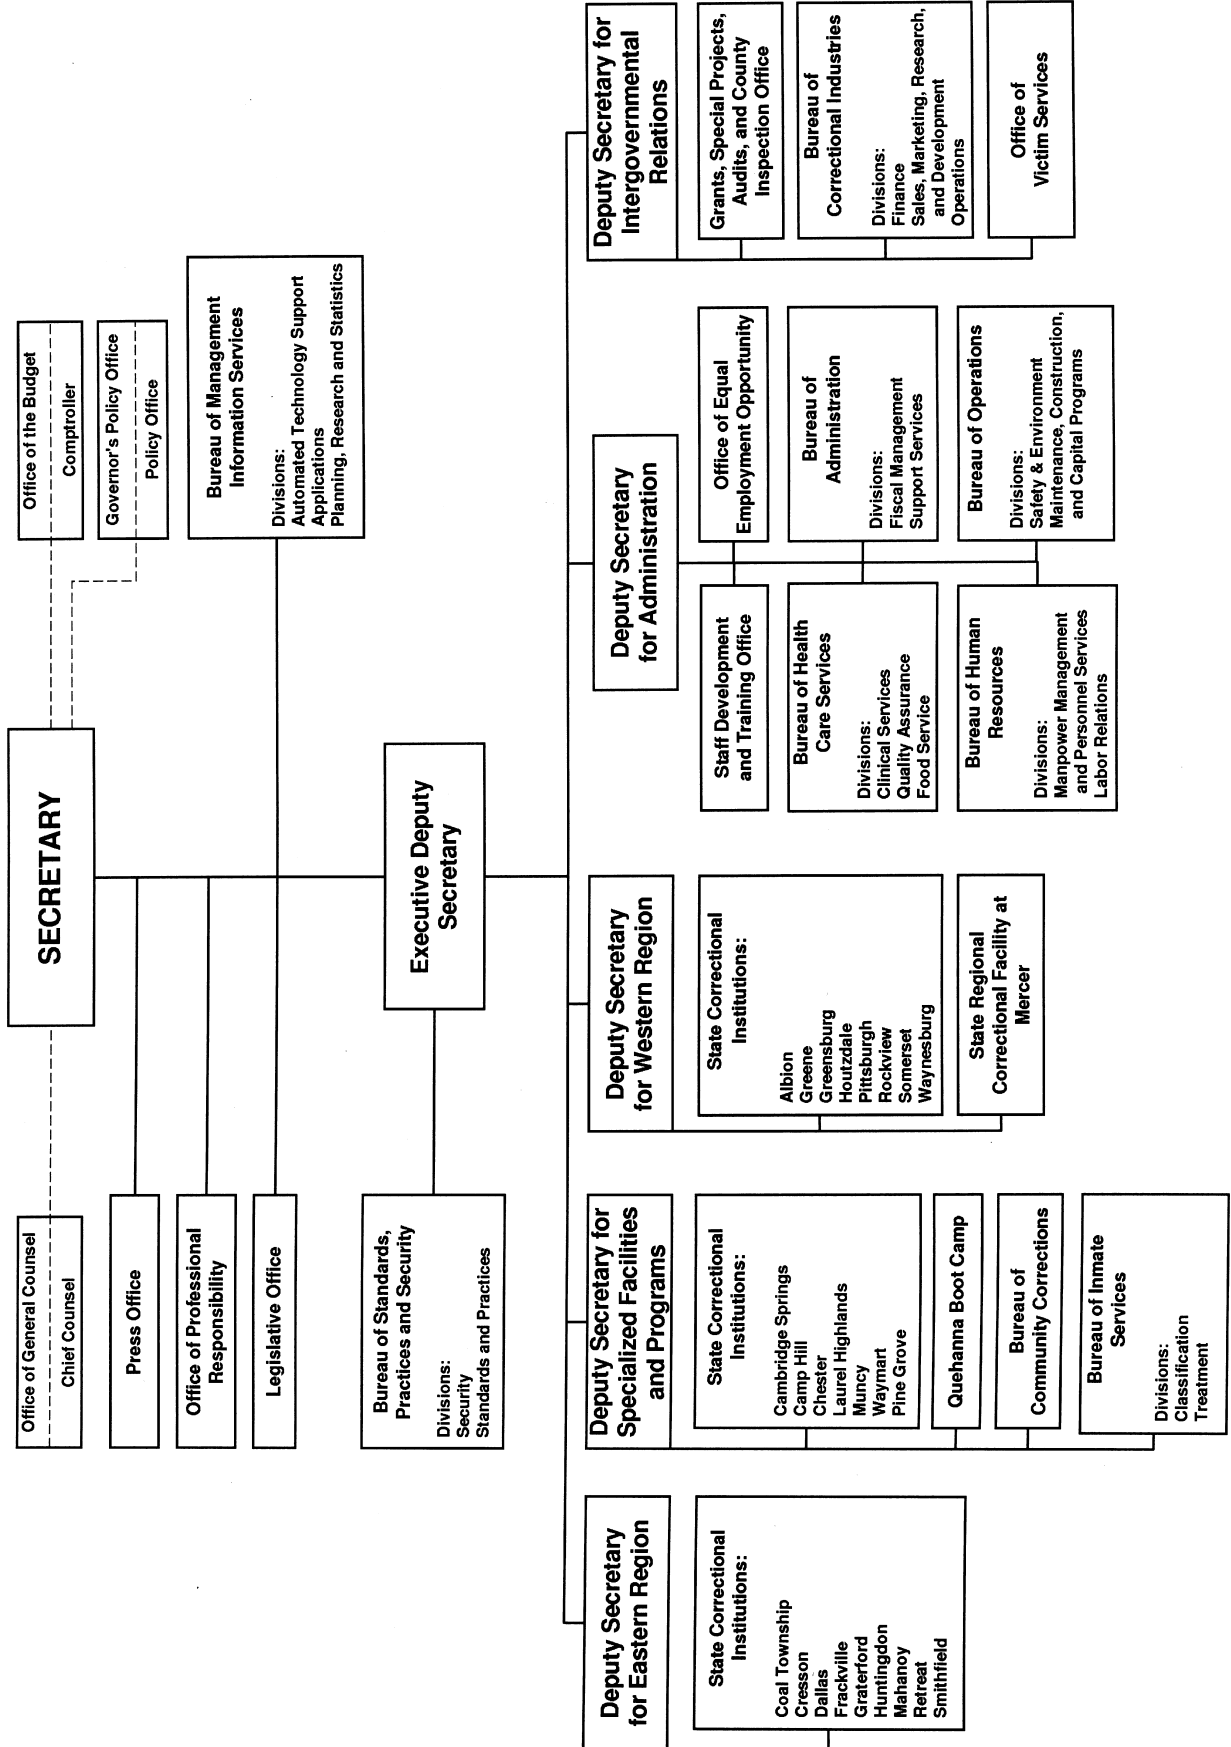 SECRETARY
Office of General Counsel
Chief Counsel
Office of the Budget
Comptroller
Governor's Policy Office
Policy Office
Press Office
Office of Professional
Responsibility
Legislative Office
Bureau of Management
Information Services
Divisions:
Automated Technology Support
Applications
Planning, Research and Statistics
Executive Deputy
Secretary
Bureau of Standards,
Practices and Security
Divisions:
Security
Standards and Practices
Deputy Secretary
for Eastern Region
State Correctional
Institutions:
Coal Township
Cresson
Dallas
Frackville
Graterford
Huntingdon
Mahanoy
Retreat
Smithfield
Deputy Secretary for
Specialized Facilities
and Programs
State Correctional
Institutions:
Cambridge Springs
Camp Hill
Chester
Laurel Highlands
Muncy
Waymart
Pine Grove
Quehanna Boot Camp
Bureau of
Community Corrections
Bureau of Inmate
Services
Divisions:
Classification
Treatment
Deputy Secretary
for Western Region
State Correctional
Institutions:
Albion
Greene
Greensburg
Houtzdale
Pittsburgh
Rockview
Somerset
Waynesburg
State Regional
Correctional Facility at
Mercer
Deputy Secretary
for Administration
Staff Development
and Training Office
Bureau of Health
Care Services
Divisions:
Clinical Services
Quality Assurance
Food Service
Bureau of Human
Resources
Divisions:
Manpower Management
and Personnel Services
Labor Relations
Office of Equal
Employment Opportunity
Bureau of
Administration
Divisions:
Fiscal Management
Support Services
Bureau of Operations
Divisions:
Safety & Environment
Maintenance, Construction,
and Capital Programs
Deputy Secretary for
Intergovernmental
Relations
Grants, Special Projects,
Audits, and County
Inspection Office
Bureau of
Correctional Industries
Divisions:
Finance
Sales, Marketing, Research,
and Development
Operations
Office of
Victim Services